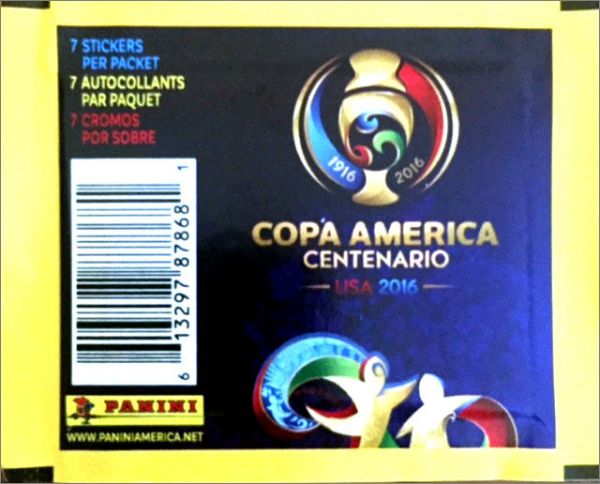 7 STICKERS
PER PACKET
7 AUTOCOLLANTS
PAR PAQUET
7 CROMOS
POR SOBRE
6 13297 87868 1
PANINI
WWW.PANINIAMERICA.NET
1916 2016
COPA AMERICA
CENTENARIO
USA 2016